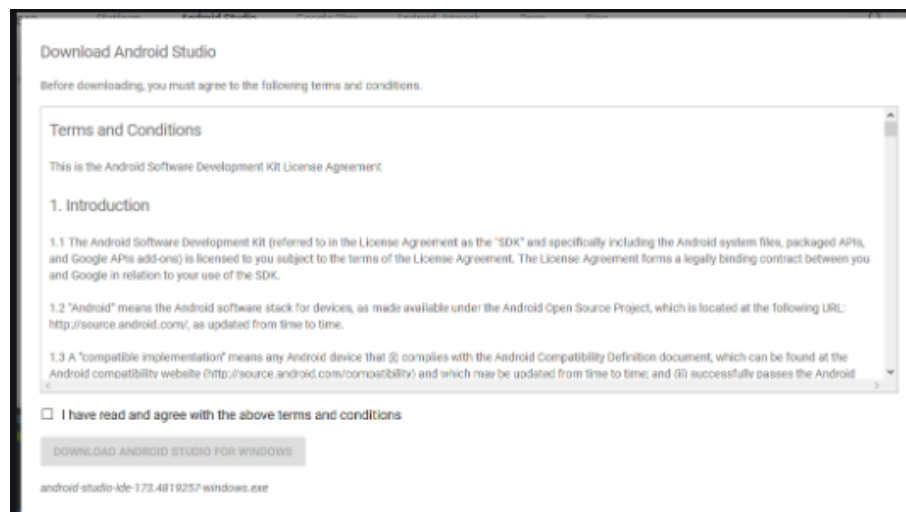 Platform Android Studio Google Play Android Jetpack Docs Blog
Download Android Studio
Before downloading, you must agree to the following terms and conditions.
Terms and Conditions
This is the Android Software Development Kit License Agreement
1. Introduction
1.1 The Android Software Development Kit (referred to in the License Agreement as the "SDK" and specifically including the Android system files, packaged APIs,
and Google APIs add-ons) is licensed to you subject to the terms of the License Agreement. The License Agreement forms a legally binding contract between you
and Google in relation to your use of the SDK.
1.2 "Android" means the Android software stack for devices, as made available under the Android Open Source Project, which is located at the following URL:
http://source.android.com/, as updated from time to time.
1.3 A "compatible implementation" means any Android device that (i) complies with the Android Compatibility Definition document, which can be found at the
Android compatibility website (http://source.android.com/compatibility) and which may be updated from time to time; and (ii) successfully passes the Android
I have read and agree with the above terms and conditions
DOWNLOAD ANDROID STUDIO FOR WINDOWS
android-studio-ide-173.4819257-windows.exe